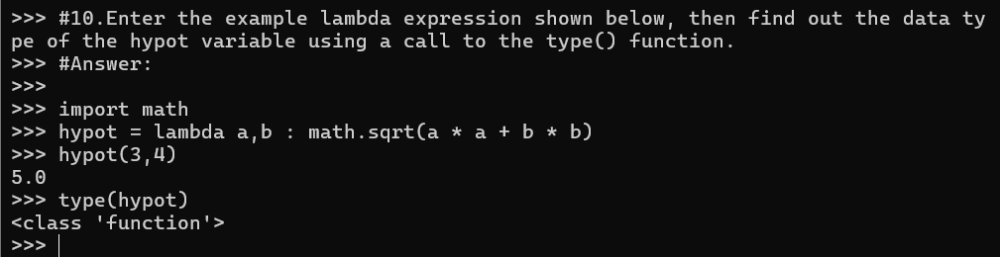 >>> #10.Enter the example lambda expression shown below, then find out the data ty
pe of the hypot variable using a call to the type() function.
>>> #Answer:
>>>
>>> import math
>>> hypot = lambda a,b : math.sqrt(a * a + b * b)
>>> hypot(3,4)
5.0
>>> type(hypot)
<class 'function'>
>>>